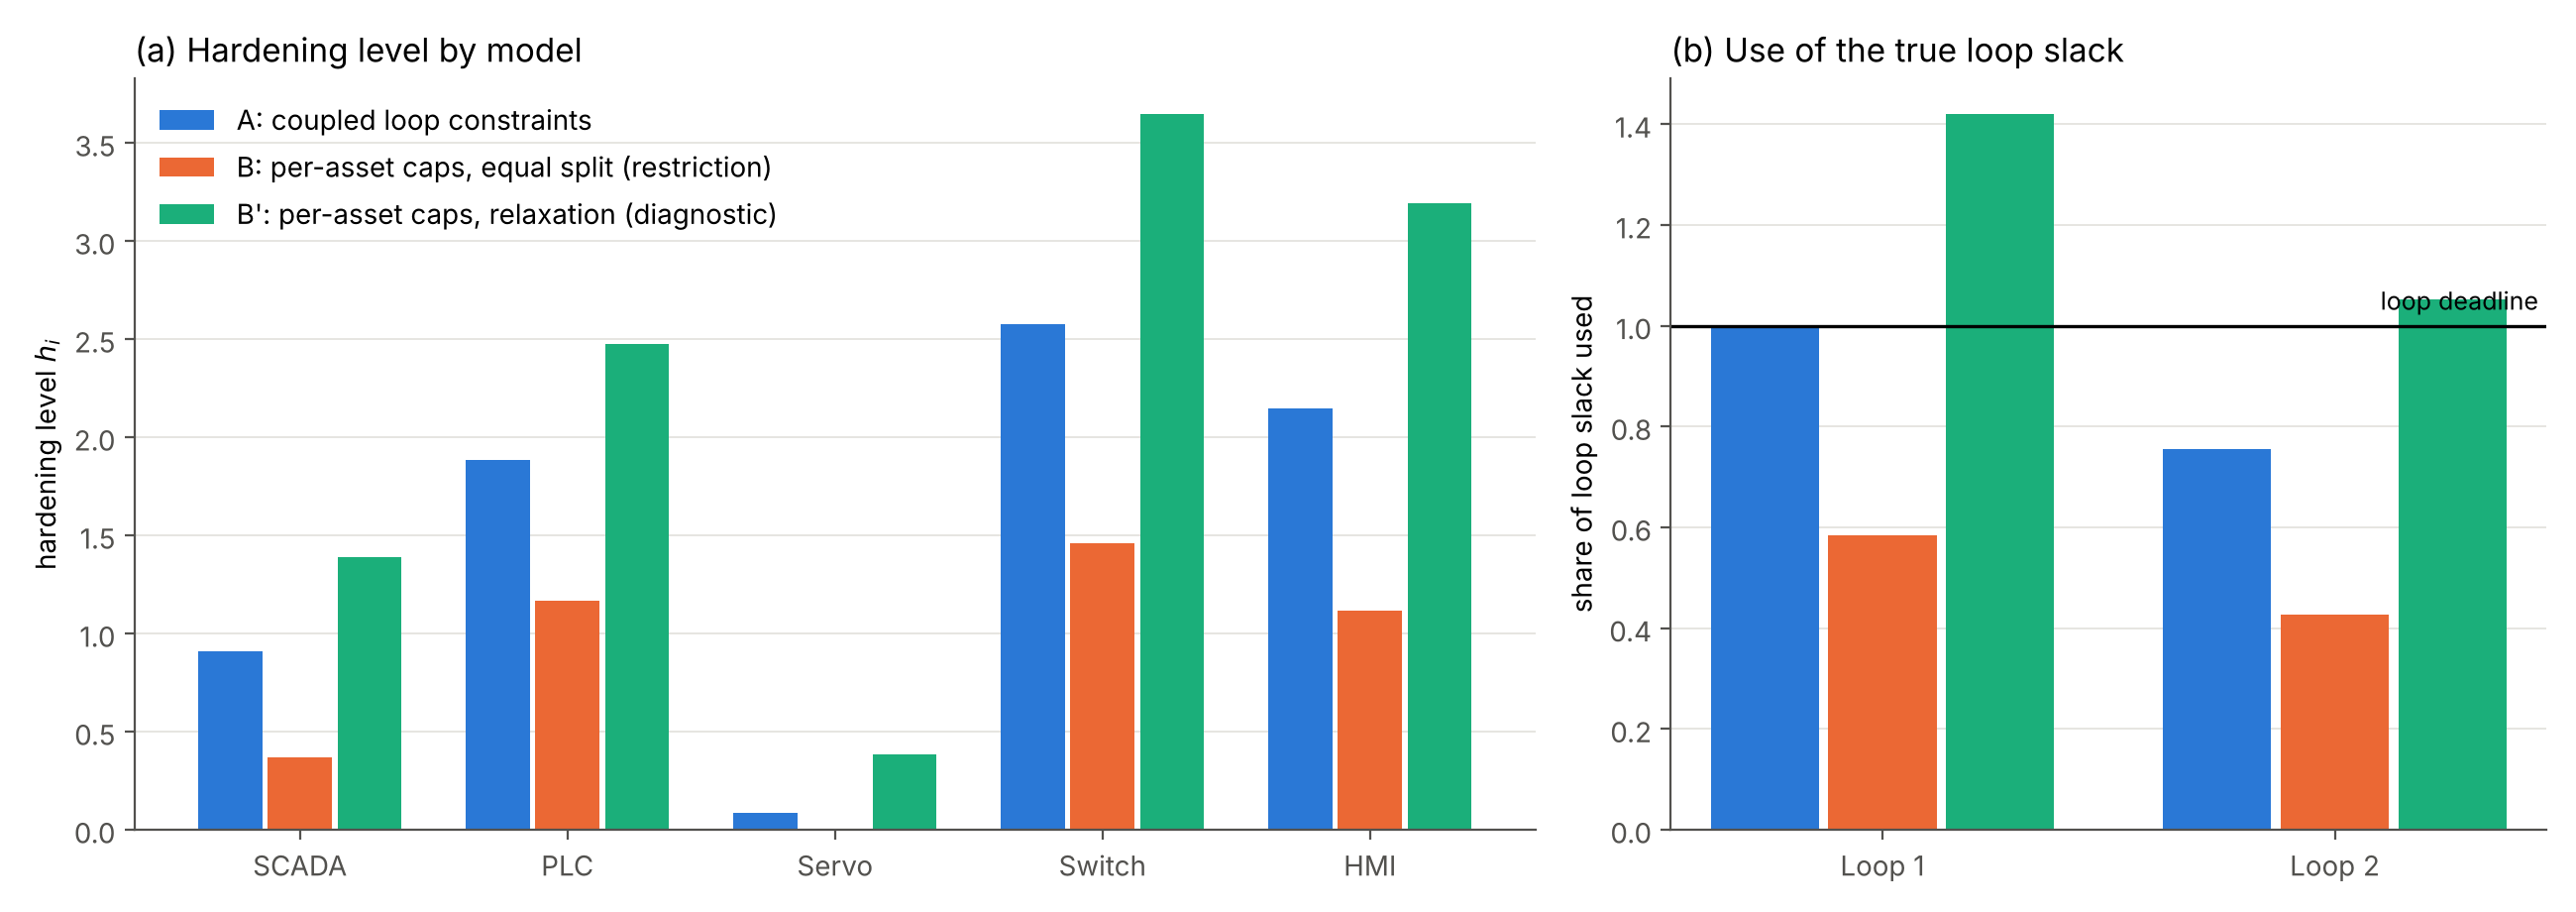 (a) Hardening level by model
A: coupled loop constraints
B: per-asset caps, equal split (restriction)
B': per-asset caps, relaxation (diagnostic)
hardening level hᵢ
3.5
3.0
2.5
2.0
1.5
1.0
0.5
0.0
SCADA
PLC
Servo
Switch
HMI
(b) Use of the true loop slack
share of loop slack used
1.4
1.2
1.0
0.8
0.6
0.4
0.2
0.0
loop deadline
Loop 1
Loop 2